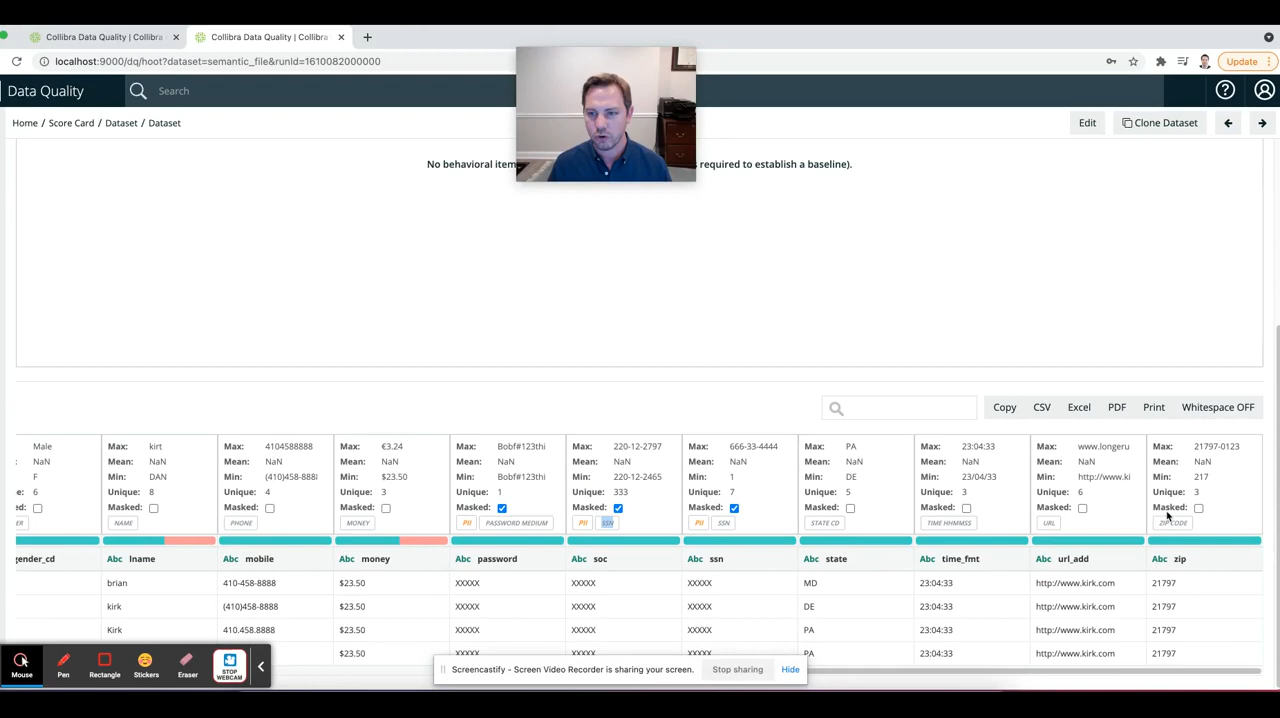 Collibra Data Quality | Collibra
Collibra Data Quality | Collibra
localhost:9000/dq/hoot?dataset=semantic_file&runId=1610082000000
Update
Data Quality
Search
Home / Score Card / Dataset / Dataset
Edit
Clone Dataset
No behavioral item required to establish a baseline).
Copy CSV Excel PDF Print Whitespace OFF
Male Max: kirt Max: 4104588888 Max: €3.24 Max: Bobf#123thi Max: 220-12-2797 Max: 666-33-4444 Max: PA Max: 23:04:33 Max: www.longeru Max: 21797-0123
NaN Mean: NaN Mean: NaN Mean: NaN Mean: NaN Mean: NaN Mean: NaN Mean: NaN Mean: NaN Mean: NaN Mean: NaN
F Min: DAN Min: (410)458-888 Min: $23.50 Min: Bobf#123thi Min: 220-12-2465 Min: 1 Min: DE Min: 23/04/33 Min: http://www.ki Min: 217
e: 6 Unique: 8 Unique: 4 Unique: 3 Unique: 1 Unique: 333 Unique: 7 Unique: 5 Unique: 3 Unique: 6 Unique: 3
d: Masked: Masked: Masked: Masked: Masked: Masked: Masked: Masked: Masked: Masked:
ER NAME PHONE MONEY PII PASSWORD MEDIUM PII SSN PII SSN STATE CD TIME HHMMSS URL ZIP CODE
gender_cd Abc lname Abc mobile Abc money Abc password Abc soc Abc ssn Abc state Abc time_fmt Abc url_add Abc zip
brian 410-458-8888 $23.50 XXXXX XXXXX XXXXX MD 23:04:33 http://www.kirk.com 21797
kirk (410)458-8888 $23.50 XXXXX XXXXX XXXXX DE 23:04:33 http://www.kirk.com 21797
Kirk 410.458.8888 $23.50 XXXXX XXXXX XXXXX PA 23:04:33 http://www.kirk.com 21797
$23.50 XXXXX XXXXX XXXXX PA 23:04:33 http://www.kirk.com 21797
Mouse Pen Rectangle Stickers Eraser STOP WEBCAM
Screencastify - Screen Video Recorder is sharing your screen. Stop sharing Hide